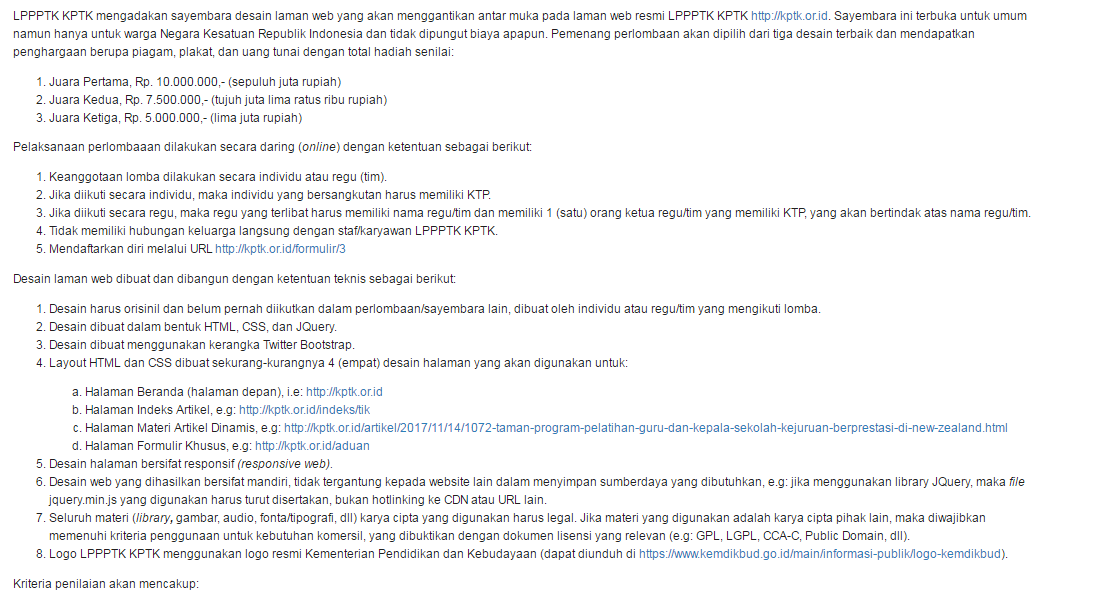 LPPPTK KPTK mengadakan sayembara desain laman web yang akan menggantikan antar muka pada laman web resmi LPPPTK KPTK http://kptk.or.id. Sayembara ini terbuka untuk umum
namun hanya untuk warga Negara Kesatuan Republik Indonesia dan tidak dipungut biaya apapun. Pemenang perlombaan akan dipilih dari tiga desain terbaik dan mendapatkan
penghargaan berupa piagam, plakat, dan uang tunai dengan total hadiah senilai:
1. Juara Pertama, Rp. 10.000.000,- (sepuluh juta rupiah)
2. Juara Kedua, Rp. 7.500.000,- (tujuh juta lima ratus ribu rupiah)
3. Juara Ketiga, Rp. 5.000.000,- (lima juta rupiah)
Pelaksanaan perlombaaan dilakukan secara daring (online) dengan ketentuan sebagai berikut:
1. Keanggotaan lomba dilakukan secara individu atau regu (tim).
2. Jika diikuti secara individu, maka individu yang bersangkutan harus memiliki KTP.
3. Jika diikuti secara regu, maka regu yang terlibat harus memiliki nama regu/tim dan memiliki 1 (satu) orang ketua regu/tim yang memiliki KTP, yang akan bertindak atas nama regu/tim.
4. Tidak memiliki hubungan keluarga langsung dengan staf/karyawan LPPPTK KPTK.
5. Mendaftarkan diri melalui URL http://kptk.or.id/formulir/3
Desain laman web dibuat dan dibangun dengan ketentuan teknis sebagai berikut:
1. Desain harus orisinil dan belum pernah diikutkan dalam perlombaan/sayembara lain, dibuat oleh individu atau regu/tim yang mengikuti lomba.
2. Desain dibuat dalam bentuk HTML, CSS, dan JQuery.
3. Desain dibuat menggunakan kerangka Twitter Bootstrap.
4. Layout HTML dan CSS dibuat sekurang-kurangnya 4 (empat) desain halaman yang akan digunakan untuk:
a. Halaman Beranda (halaman depan), i.e: http://kptk.or.id
b. Halaman Indeks Artikel, e.g: http://kptk.or.id/indeks/tik
c. Halaman Materi Artikel Dinamis, e.g: http://kptk.or.id/artikel/2017/11/14/1072-taman-program-pelatihan-guru-dan-kepala-sekolah-kejuruan-berprestasi-di-new-zealand.html
d. Halaman Formulir Khusus, e.g: http://kptk.or.id/aduan
5. Desain halaman bersifat responsif (responsive web).
6. Desain web yang dihasilkan bersifat mandiri, tidak tergantung kepada website lain dalam menyimpan sumberdaya yang dibutuhkan, e.g: jika menggunakan library JQuery, maka file
jquery.min.js yang digunakan harus turut disertakan, bukan hotlinking ke CDN atau URL lain.
7. Seluruh materi (library, gambar, audio, fonta/tipografi, dll) karya cipta yang digunakan harus legal. Jika materi yang digunakan adalah karya cipta pihak lain, maka diwajibkan
memenuhi kriteria penggunaan untuk kebutuhan komersil, yang dibuktikan dengan dokumen lisensi yang relevan (e.g: GPL, LGPL, CCA-C, Public Domain, dll).
8. Logo LPPPTK KPTK menggunakan logo resmi Kementerian Pendidikan dan Kebudayaan (dapat diunduh di https://www.kemdikbud.go.id/main/informasi-publik/logo-kemdikbud).
Kriteria penilaian akan mencakup: